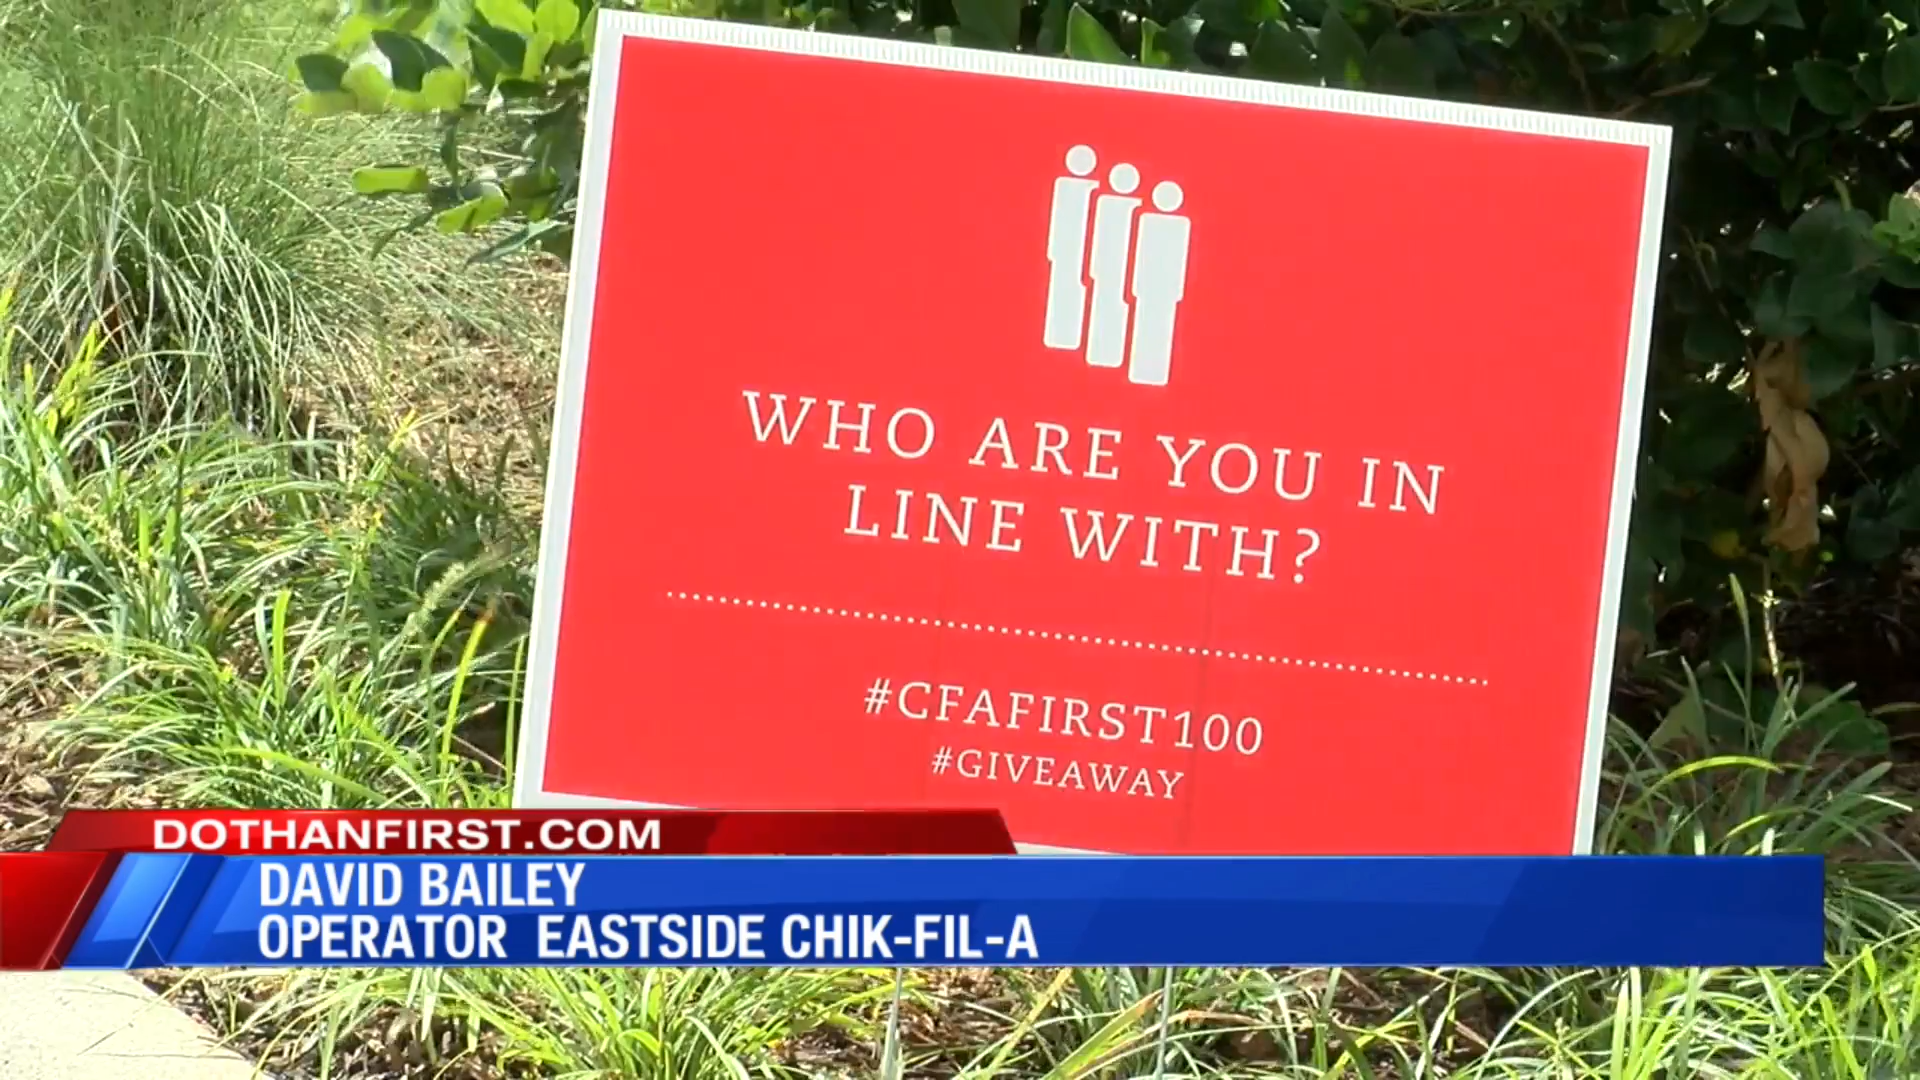 WHO ARE YOU IN
LINE WITH?
#CFAFIRST100
#GIVEAWAY
DOTHANFIRST.COM
DAVID BAILEY
OPERATOR EASTSIDE CHIK-FIL-A